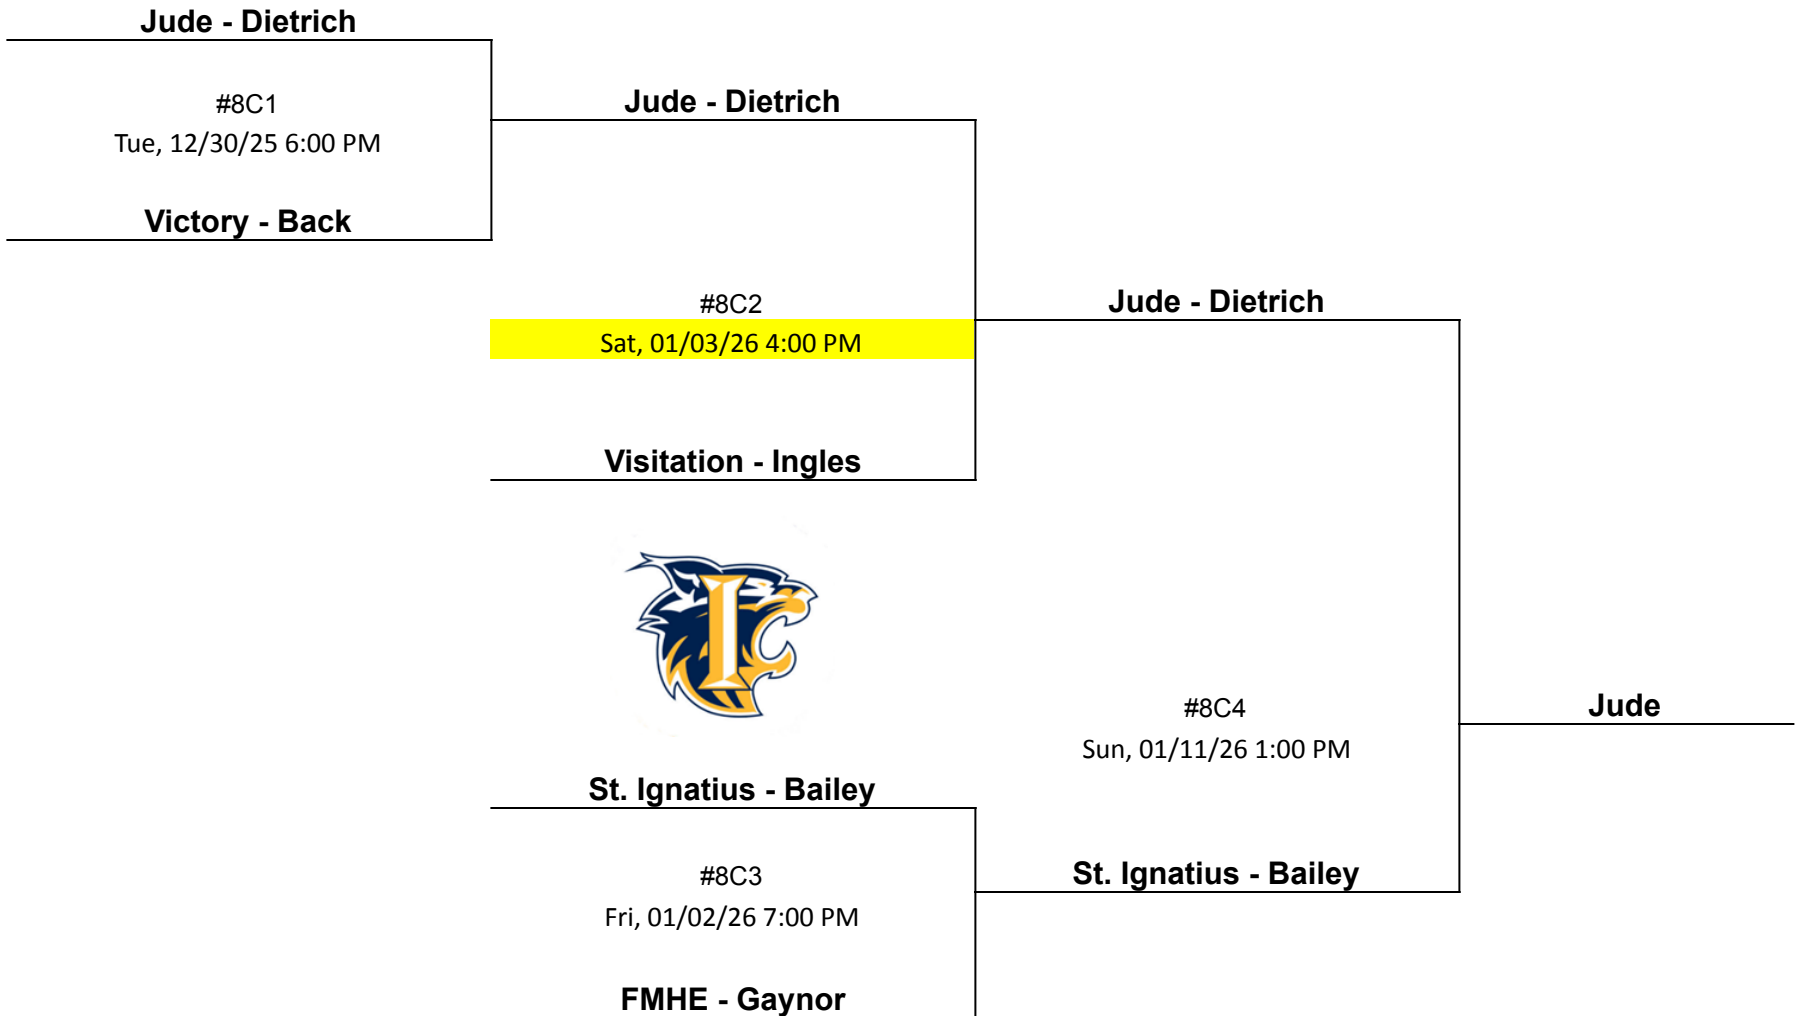 Jude - Dietrich
#8C1
Tue, 12/30/25 6:00 PM
Victory - Back
Jude - Dietrich
#8C2
Sat, 01/03/26 4:00 PM
Visitation - Ingles
Jude - Dietrich
IC
St. Ignatius - Bailey
#8C3
Fri, 01/02/26 7:00 PM
FMHE - Gaynor
#8C4
Sun, 01/11/26 1:00 PM
St. Ignatius - Bailey
Jude